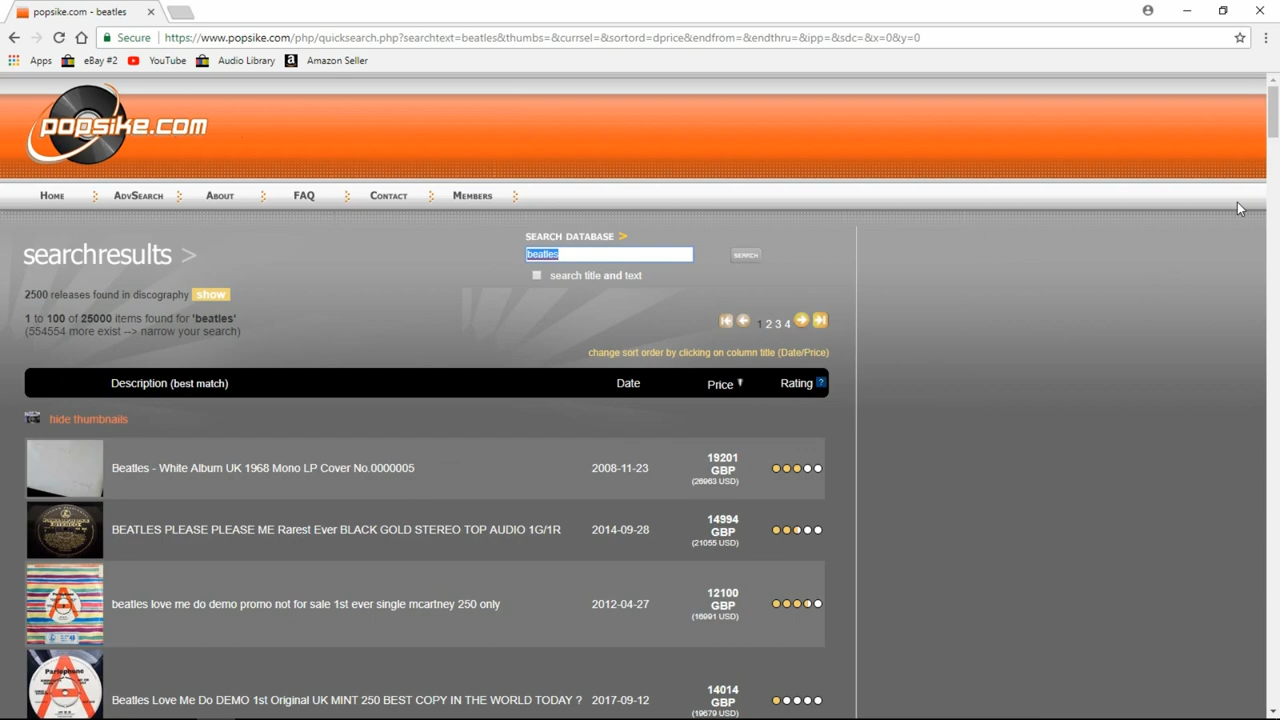 popsike.com - beatles
Secure https://www.popsike.com/php/quicksearch.php?searchtext=beatles&thumbs=&currsel=&sortord=dprice&endfrom=&endthru=&ipp=&sdc=&x=0&y=0
Apps eBay #2 YouTube Audio Library Amazon Seller
popsike.com
HOME ADVSEARCH ABOUT FAQ CONTACT MEMBERS
searchresults >
SEARCH DATABASE >
beatles SEARCH
search title and text
2500 releases found in discography show
1 to 100 of 25000 items found for 'beatles'
(554554 more exist --> narrow your search)
1 2 3 4
change sort order by clicking on column title (Date/Price)
Description (best match) Date Price Rating ?
hide thumbnails
Beatles - White Album UK 1968 Mono LP Cover No.0000005 2008-11-23 19201 GBP (26963 USD)
BEATLES PLEASE PLEASE ME Rarest Ever BLACK GOLD STEREO TOP AUDIO 1G/1R 2014-09-28 14994 GBP (21055 USD)
beatles love me do demo promo not for sale 1st ever single mcartney 250 only 2012-04-27 12100 GBP (16991 USD)
Parlophone
Beatles Love Me Do DEMO 1st Original UK MINT 250 BEST COPY IN THE WORLD TODAY ? 2017-09-12 14014 GBP (19679 USD)